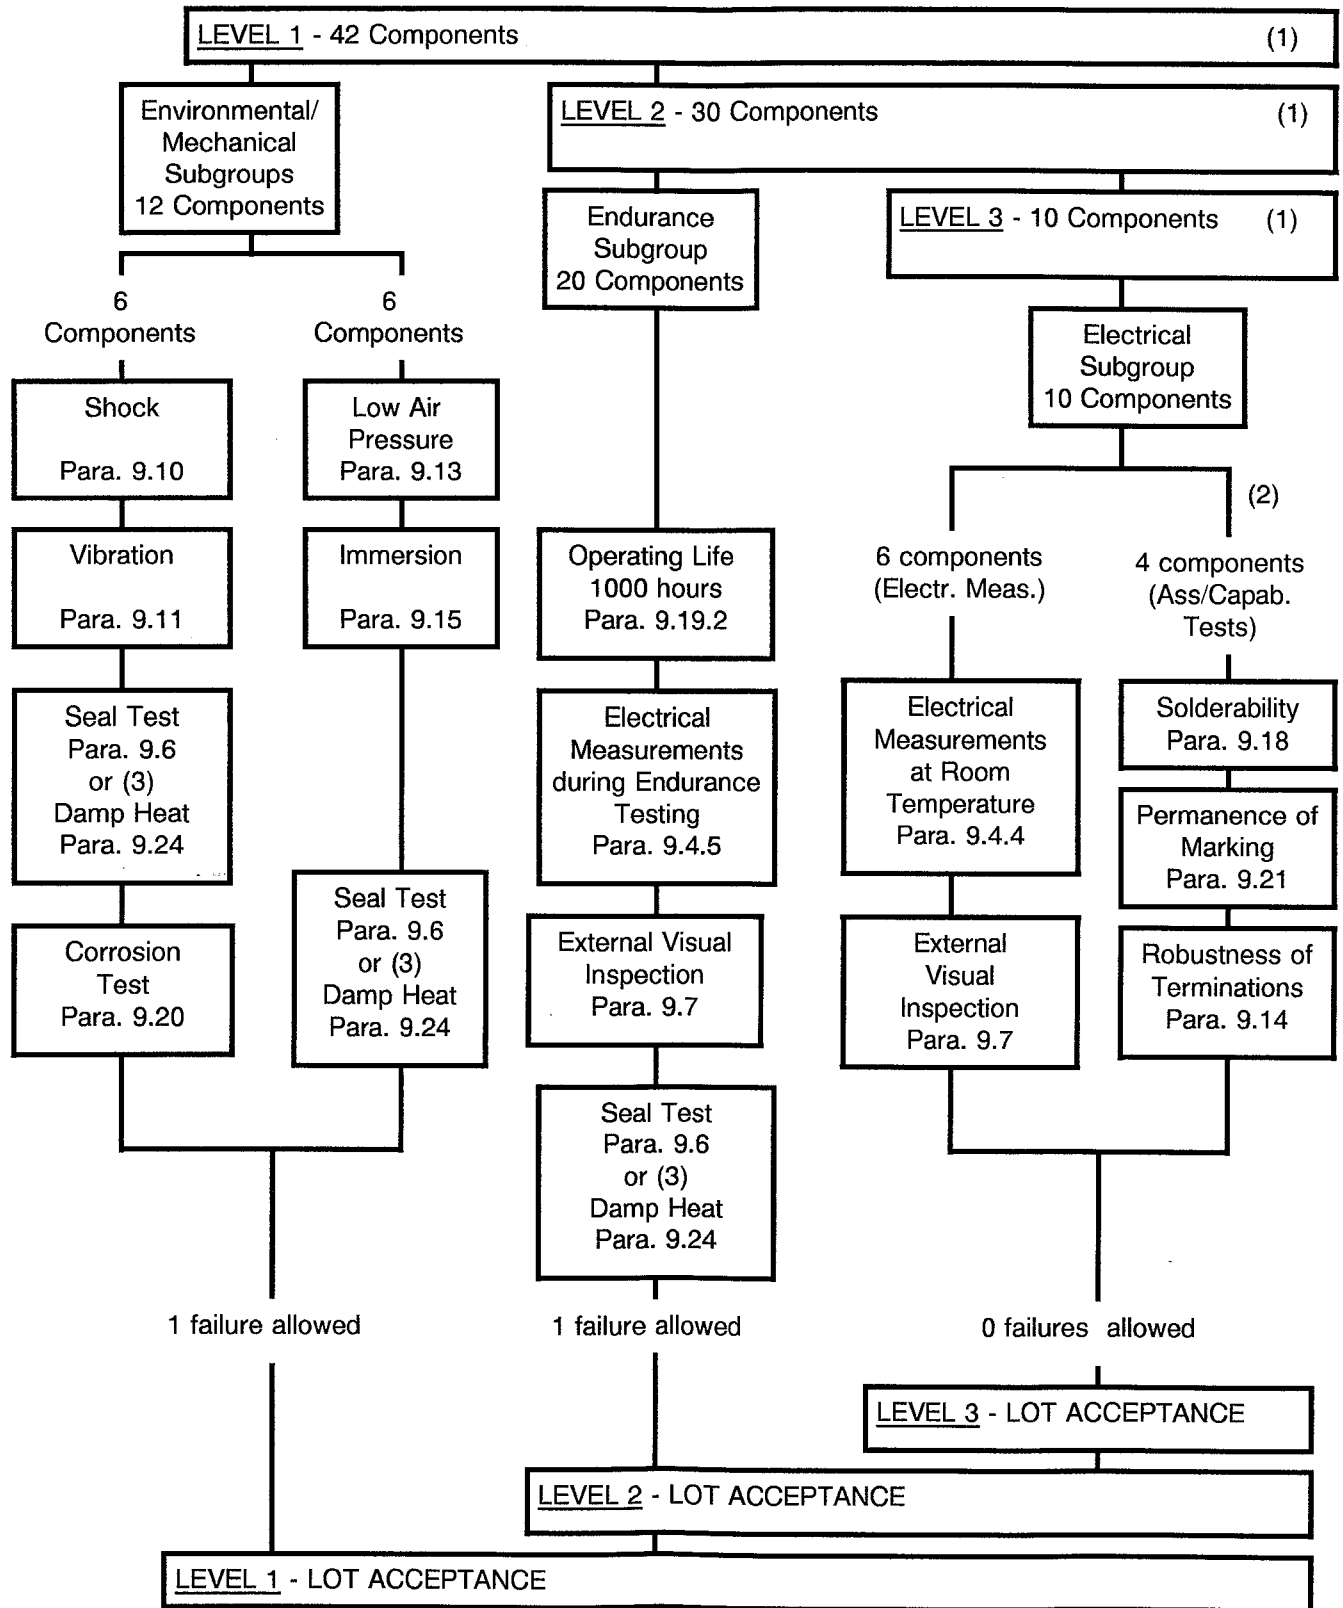 LEVEL 1 - 42 Components (1)
Environmental/
Mechanical
Subgroups
12 Components
LEVEL 2 - 30 Components (1)
Endurance
Subgroup
20 Components
LEVEL 3 - 10 Components (1)
Electrical
Subgroup
10 Components
6
Components
6
Components
Shock
Para. 9.10
Vibration
Para. 9.11
Seal Test
Para. 9.6
or (3)
Damp Heat
Para. 9.24
Corrosion
Test
Para. 9.20
Low Air
Pressure
Para. 9.13
Immersion
Para. 9.15
Seal Test
Para. 9.6
or (3)
Damp Heat
Para. 9.24
1 failure allowed
Operating Life
1000 hours
Para. 9.19.2
Electrical
Measurements
during Endurance
Testing
Para. 9.4.5
External Visual
Inspection
Para. 9.7
Seal Test
Para. 9.6
or (3)
Damp Heat
Para. 9.24
1 failure allowed
6 components
(Electr. Meas.)
Electrical
Measurements
at Room
Temperature
Para. 9.4.4
External
Visual
Inspection
Para. 9.7
(2)
4 components
(Ass/Capab.
Tests)
Solderability
Para. 9.18
Permanence of
Marking
Para. 9.21
Robustness of
Terminations
Para. 9.14
0 failures allowed
LEVEL 3 - LOT ACCEPTANCE
LEVEL 2 - LOT ACCEPTANCE
LEVEL 1 - LOT ACCEPTANCE